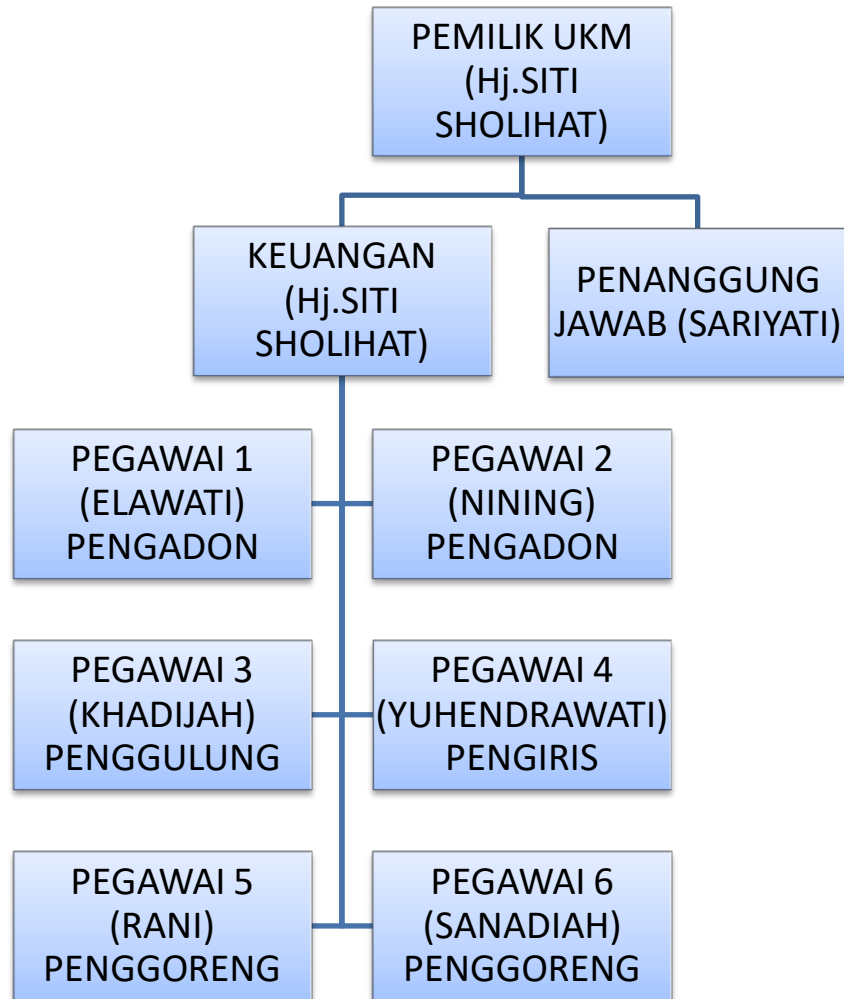 PEMILIK UKM
(Hj.SITI
SHOLIHAT)
KEUANGAN
(Hj.SITI
SHOLIHAT)
PENANGGUNG
JAWAB (SARIYATI)
PEGAWAI 1
(ELAWATI)
PENGADON
PEGAWAI 2
(NINING)
PENGADON
PEGAWAI 3
(KHADIJAH)
PENGGULUNG
PEGAWAI 4
(YUHENDRAWATI)
PENGIRIS
PEGAWAI 5
(RANI)
PENGGORENG
PEGAWAI 6
(SANADIAH)
PENGGORENG